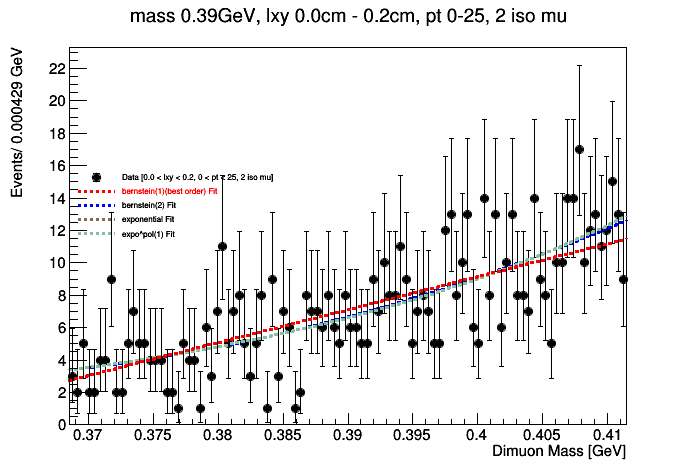 mass 0.39GeV, lxy 0.0cm - 0.2cm, pt 0-25, 2 iso mu
Events/ 0.000429 GeV
22
20
18
16
14
12
10
8
6
4
2
0
Data [0.0 < lxy < 0.2, 0 < pt < 25, 2 iso mu]
bernstein(1)(best order) Fit
bernstein(2) Fit
exponential Fit
expo*pol(1) Fit
0.37 0.375 0.38 0.385 0.39 0.395 0.4 0.405 0.41
Dimuon Mass [GeV]